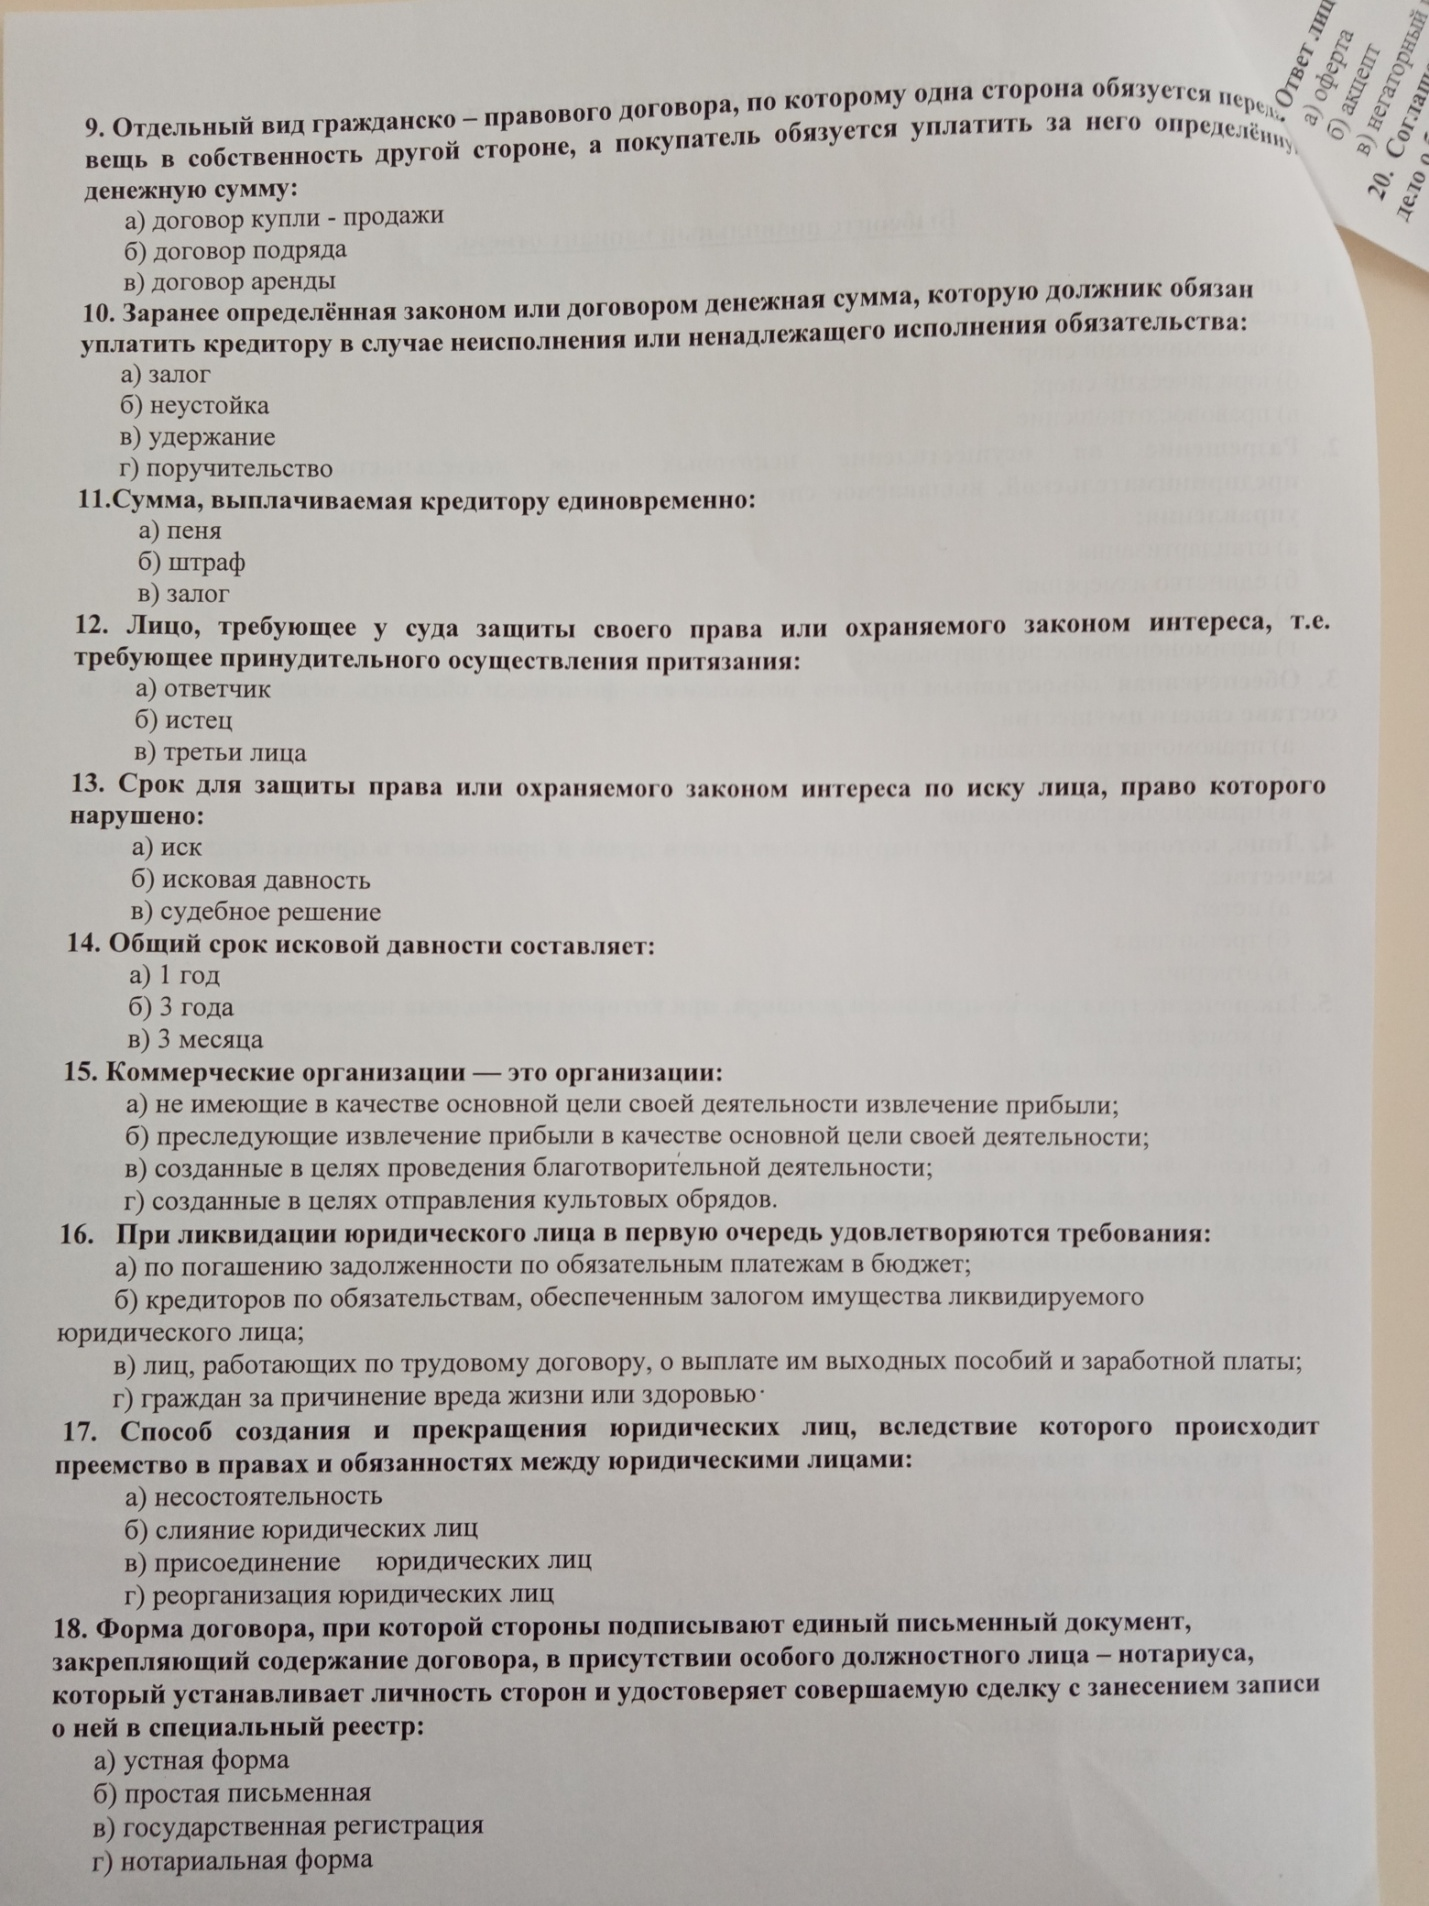 9. Отдельный вид гражданско – правового договора, по которому одна сторона обязуется
вещь в собственность другой стороне, а покупатель обязуется уплатить за него
денежную сумму:
а) договор купли - продажи
б) договор подряда
в) договор аренды
10. Заранее определённая законом или договором денежная сумма, которую должник обязан
уплатить кредитору в случае неисполнения или ненадлежащего исполнения обязательства:
а) залог
б) неустойка
в) удержание
г) поручительство
11.Сумма, выплачиваемая кредитору единовременно:
а) пеня
б) штраф
в) залог
12. Лицо, требующее у суда защиты своего права или охраняемого законом интереса, т.е.
требующее принудительного осуществления притязания:
а) ответчик
б) истец
в) третьи лица
13. Срок для защиты права или охраняемого законом интереса по иску лица, право которого
нарушено:
а) иск
б) исковая давность
в) судебное решение
14. Общий срок исковой давности составляет:
а) 1 год
б) 3 года
в) 3 месяца
15. Коммерческие организации — это организации:
а) не имеющие в качестве основной цели своей деятельности извлечение прибыли;
б) преследующие извлечение прибыли в качестве основной цели своей деятельности;
в) созданные в целях проведения благотворительной деятельности;
г) созданные в целях отправления культовых обрядов.
16. При ликвидации юридического лица в первую очередь удовлетворяются требования:
а) по погашению задолженности по обязательным платежам в бюджет;
б) кредиторов по обязательствам, обеспеченным залогом имущества ликвидируемого
юридического лица;
в) лиц, работающих по трудовому договору, о выплате им выходных пособий и заработной платы;
г) граждан за причинение вреда жизни или здоровью
17. Способ создания и прекращения юридических лиц, вследствие которого происходит
преемство в правах и обязанностях между юридическими лицами:
а) несостоятельность
б) слияние юридических лиц
в) присоединение юридических лиц
г) реорганизация юридических лиц
18. Форма договора, при которой стороны подписывают единый письменный документ,
закрепляющий содержание договора, в присутствии особого должностного лица – нотариуса,
который устанавливает личность сторон и удостоверяет совершаемую сделку с занесением записи
о ней в специальный реестр:
а) устная форма
б) простая письменная
в) государственная регистрация
г) нотариальная форма
Ответ
а) оферта
б) акцепт
в) негаторный
20.
дело